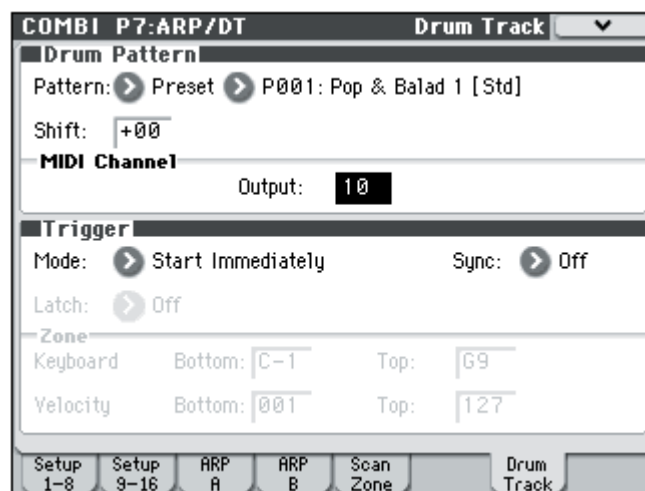 COMBI P7:ARP/DT Drum Track
Drum Pattern
Pattern: Preset P001: Pop & Balad 1 [Std]
Shift: +00
MIDI Channel
Output: 10
Trigger
Mode: Start Immediately Sync: Off
Latch: Off
Zone
Keyboard Bottom: C-1 Top: G9
Velocity Bottom: 001 Top: 127
Setup 1-8
Setup 9-16
ARP A
ARP B
Scan Zone
Drum Track